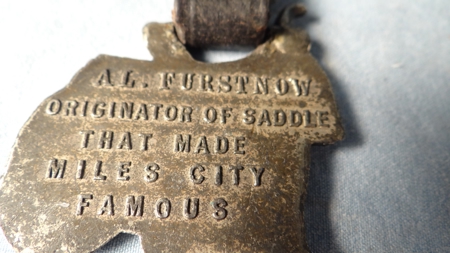 AL. FURSTNOW
ORIGINATOR OF SADDLE
THAT MADE
MILES CITY
FAMOUS